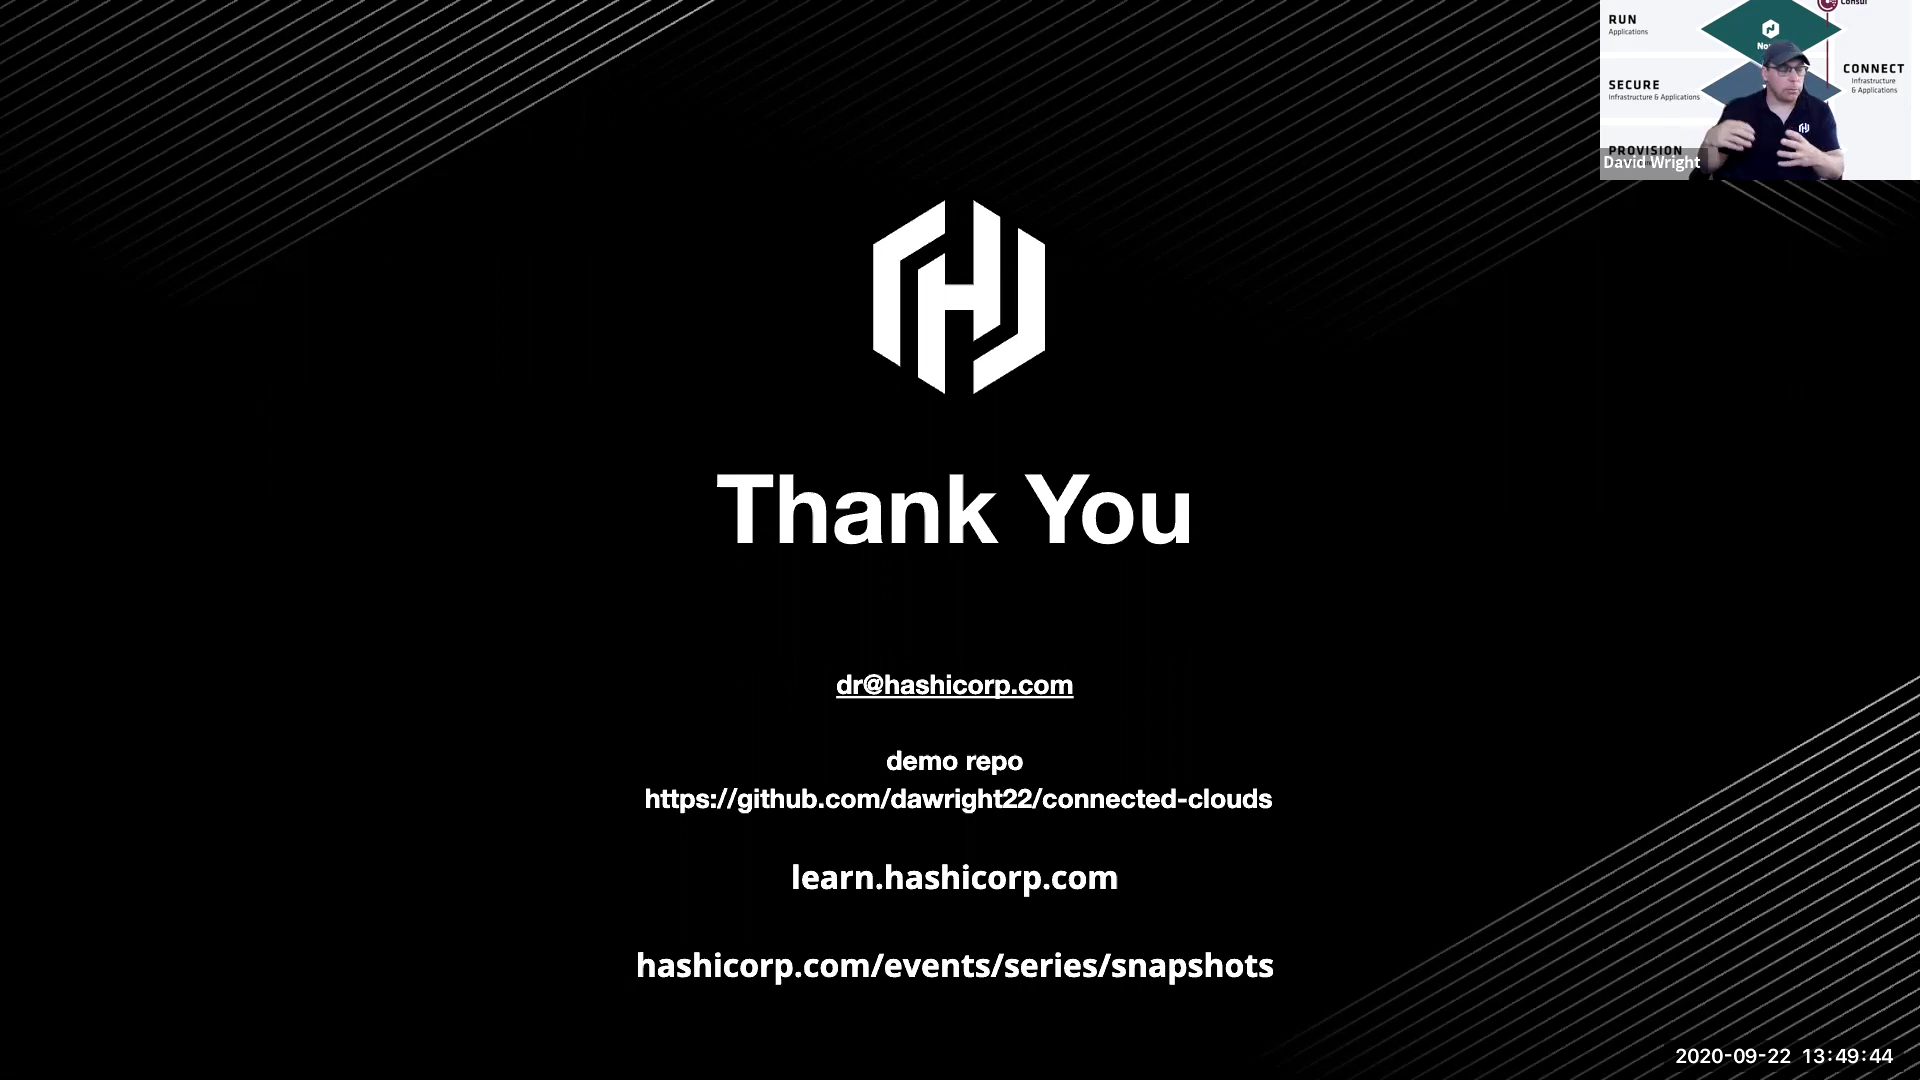 RUN
Applications
Consul
SECURE
Infrastructure & Applications
CONNECT
Infrastructure
& Applications
PROVISION
David Wright
Thank You
dr@hashicorp.com
demo repo
https://github.com/dawright22/connected-clouds
learn.hashicorp.com
hashicorp.com/events/series/snapshots
2020-09-22 13:49:44